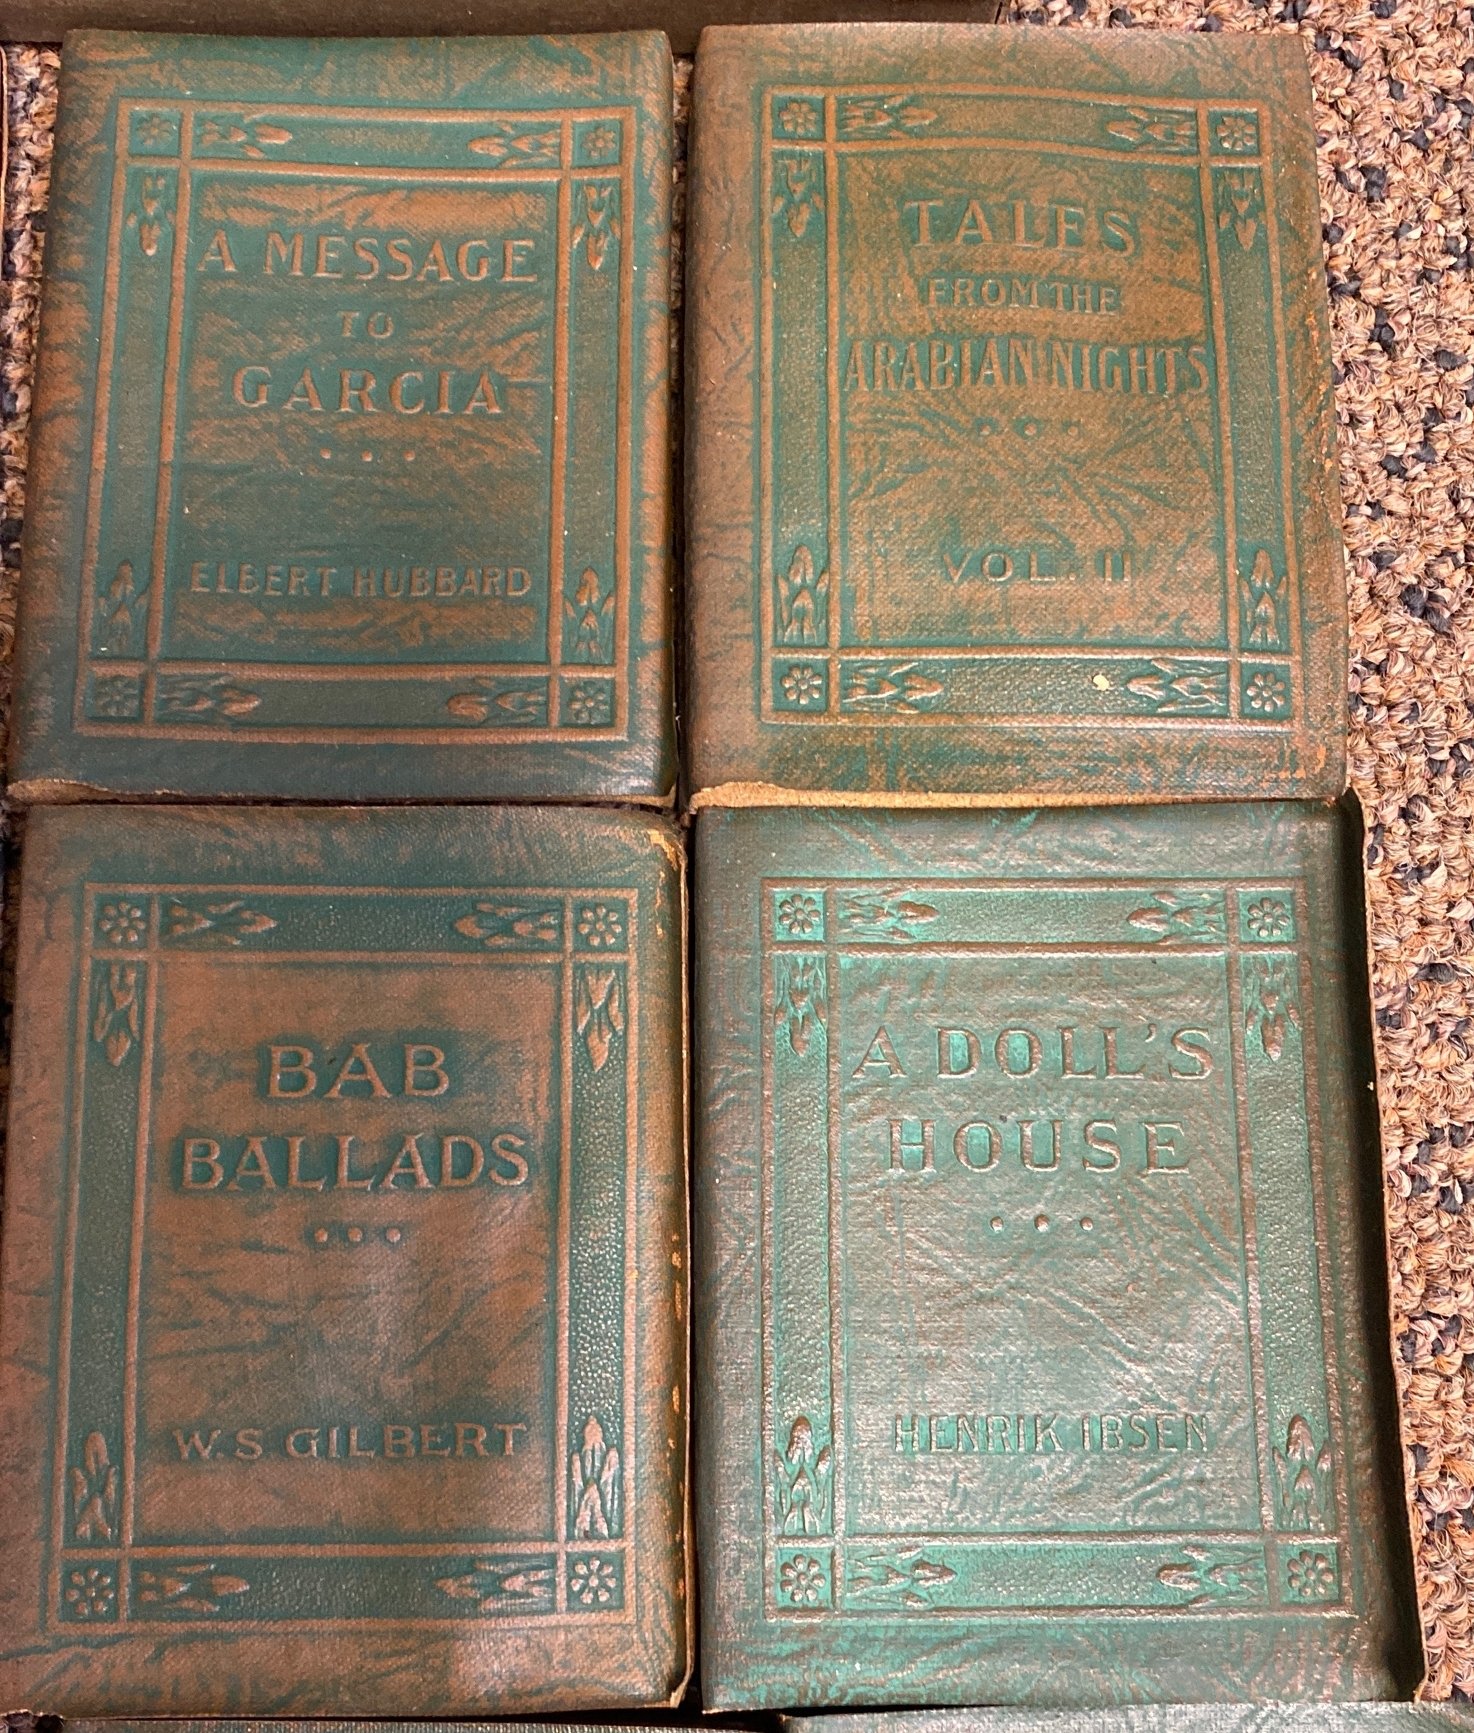 A MESSAGE
TO
GARCIA
ELBERT HUBBARD
TALES
FROM THE
ARABIAN NIGHTS
VOL. II
BAB
BALLADS
W.S. GILBERT
A DOLL'S
HOUSE
HENRIK IBSEN